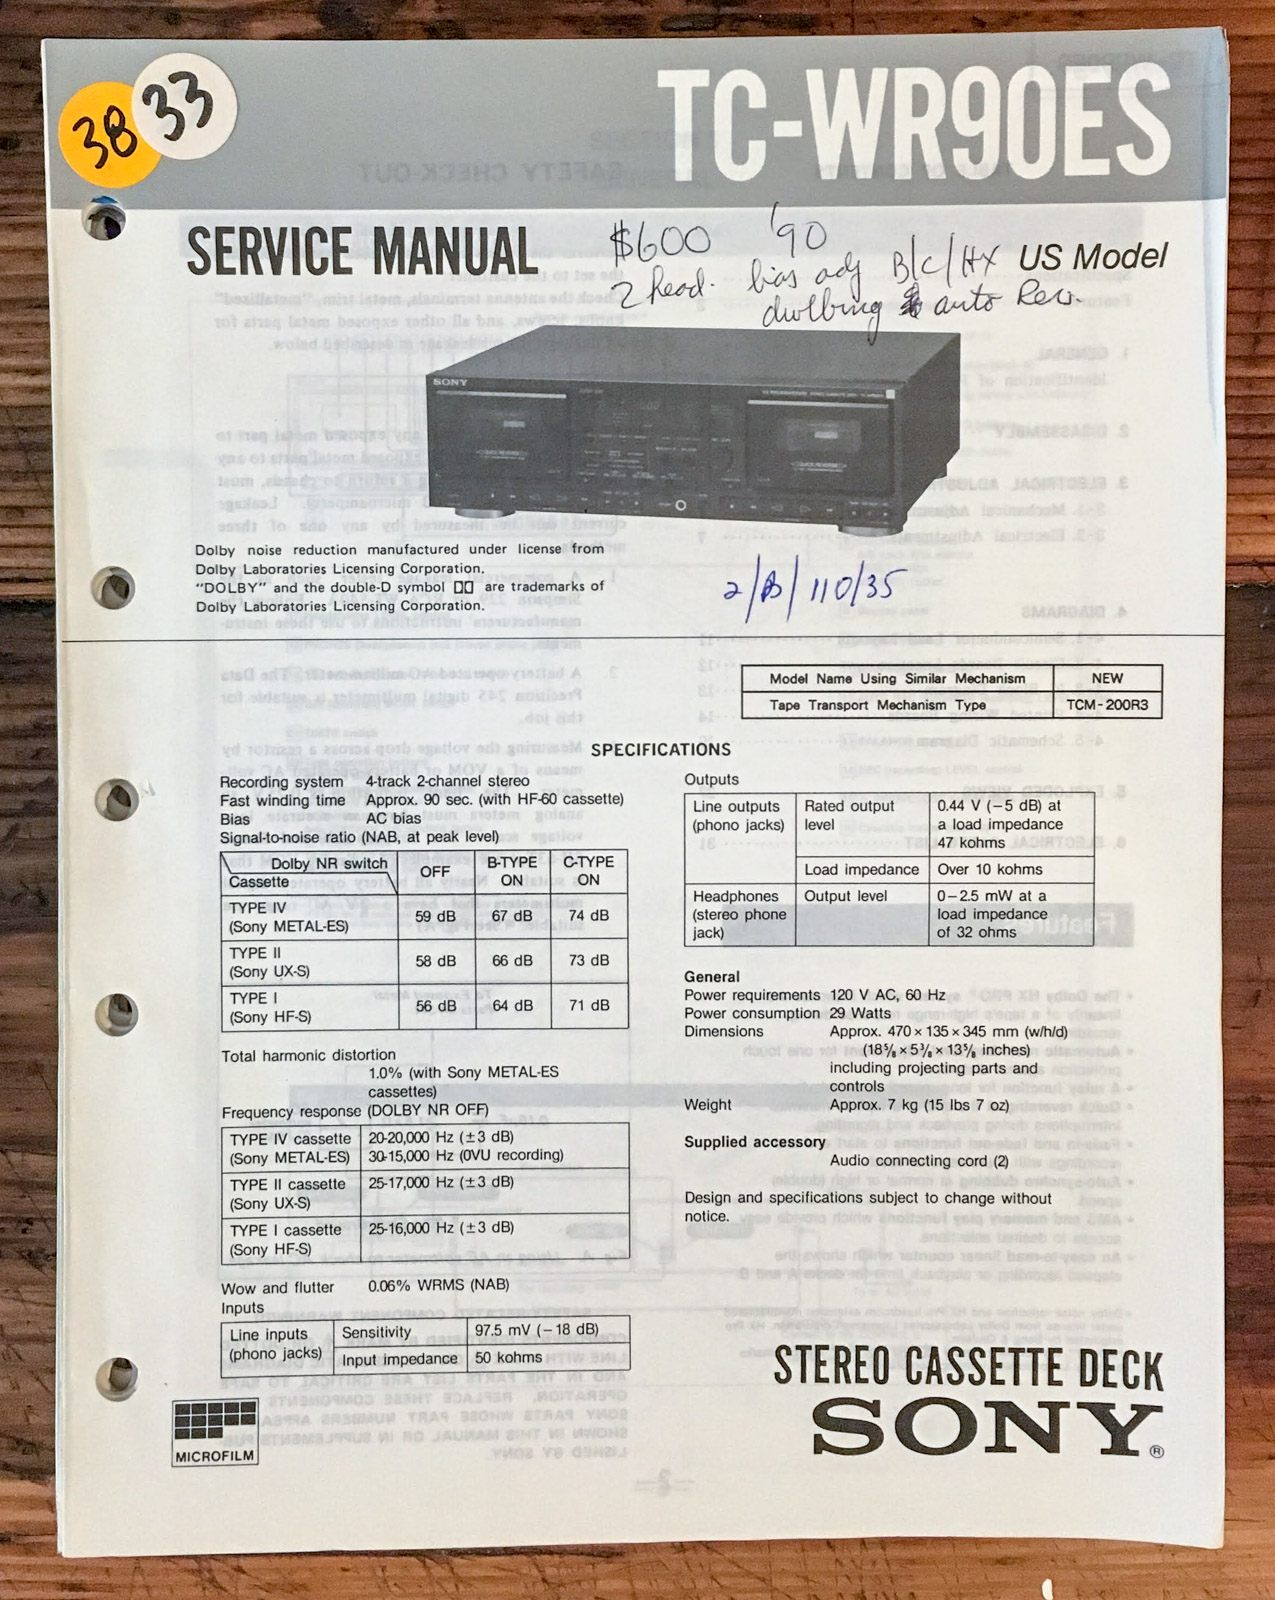 38
33
TC-WR90ES
SERVICE MANUAL
US Model
$600 '90
2 head. bias adj B/C/HX
dubbing & auto Rev.
SONY
Dolby noise reduction manufactured under license from
Dolby Laboratories Licensing Corporation.
"DOLBY" and the double-D symbol are trademarks of
Dolby Laboratories Licensing Corporation.
2/B/110/35
Model Name Using Similar Mechanism NEW
Tape Transport Mechanism Type TCM-200R3
SPECIFICATIONS
Recording system 4-track 2-channel stereo
Fast winding time Approx. 90 sec. (with HF-60 cassette)
Bias AC bias
Signal-to-noise ratio (NAB, at peak level)
Dolby NR switch
Cassette
OFF
B-TYPE ON
C-TYPE ON
TYPE IV (Sony METAL-ES) 59 dB 67 dB 74 dB
TYPE II (Sony UX-S) 58 dB 66 dB 73 dB
TYPE I (Sony HF-S) 56 dB 64 dB 71 dB
Total harmonic distortion
1.0% (with Sony METAL-ES
cassettes)
Frequency response (DOLBY NR OFF)
TYPE IV cassette 20-20,000 Hz (±3 dB)
(Sony METAL-ES) 30-15,000 Hz (0VU recording)
TYPE II cassette 25-17,000 Hz (±3 dB)
(Sony UX-S)
TYPE I cassette 25-16,000 Hz (±3 dB)
(Sony HF-S)
Wow and flutter 0.06% WRMS (NAB)
Inputs
Line inputs (phono jacks)
Sensitivity 97.5 mV (−18 dB)
Input impedance 50 kohms
Outputs
Line outputs (phono jacks)
Rated output level
0.44 V (−5 dB) at
a load impedance
47 kohms
Load impedance Over 10 kohms
Headphones (stereo phone jack)
Output level
0−2.5 mW at a
load impedance
of 32 ohms
General
Power requirements 120 V AC, 60 Hz
Power consumption 29 Watts
Dimensions Approx. 470 × 135 × 345 mm (w/h/d)
(18⅝ × 5⅜ × 13⅝ inches)
including projecting parts and
controls
Weight Approx. 7 kg (15 lbs 7 oz)
Supplied accessory
Audio connecting cord (2)
Design and specifications subject to change without
notice.
MICROFILM
STEREO CASSETTE DECK
SONY®